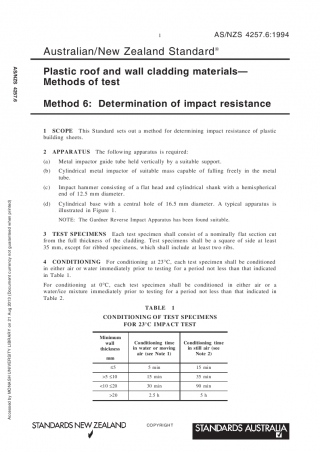 1
AS/NZS 4257.6:1994
Australian/New Zealand Standard®
Plastic roof and wall cladding materials—
Methods of test
Method 6: Determination of impact resistance
1 SCOPE This Standard sets out a method for determining impact resistance of plastic
building sheets.
2 APPARATUS The following apparatus is required:
(a) Metal impactor guide tube held vertically by a suitable support.
(b) Cylindrical metal impactor of suitable mass capable of falling freely in the metal
tube.
(c) Impact hammer consisting of a flat head and cylindrical shank with a hemispherical
end of 12.5 mm diameter.
(d) Cylindrical base with a central hole of 16.5 mm diameter. A typical apparatus is
illustrated in Figure 1.
NOTE: The Gardner Reverse Impact Apparatus has been found suitable.
3 TEST SPECIMENS Each test specimen shall consist of a nominally flat section cut
from the full thickness of the cladding. Test specimens shall be a square of side at least
35 mm, except for ribbed specimens, which shall include at least two ribs.
4 CONDITIONING For conditioning at 23°C, each test specimen shall be conditioned
in either air or water immediately prior to testing for a period not less than that indicated
in Table 1.
For conditioning at 0°C, each test specimen shall be conditioned in either air or a
water/ice mixture immediately prior to testing for a period not less than that indicated in
Table 2.
TABLE 1
CONDITIONING OF TEST SPECIMENS
FOR 23°C IMPACT TEST
Minimum wall thickness mm
Conditioning time in water or moving air (see Note 1)
Conditioning time in still air (see Note 2)
≤5 5 min 15 min
>5 ≤10 15 min 35 min
>10 ≤20 30 min 90 min
>20 2.5 h 5 h
STANDARDS NEW ZEALAND
COPYRIGHT
STANDARDS AUSTRALIA
AS/NZS 4257.6
Accessed by MONASH UNIVERSITY LIBRARY on 21 Aug 2013 (Document currency not guaranteed when printed)